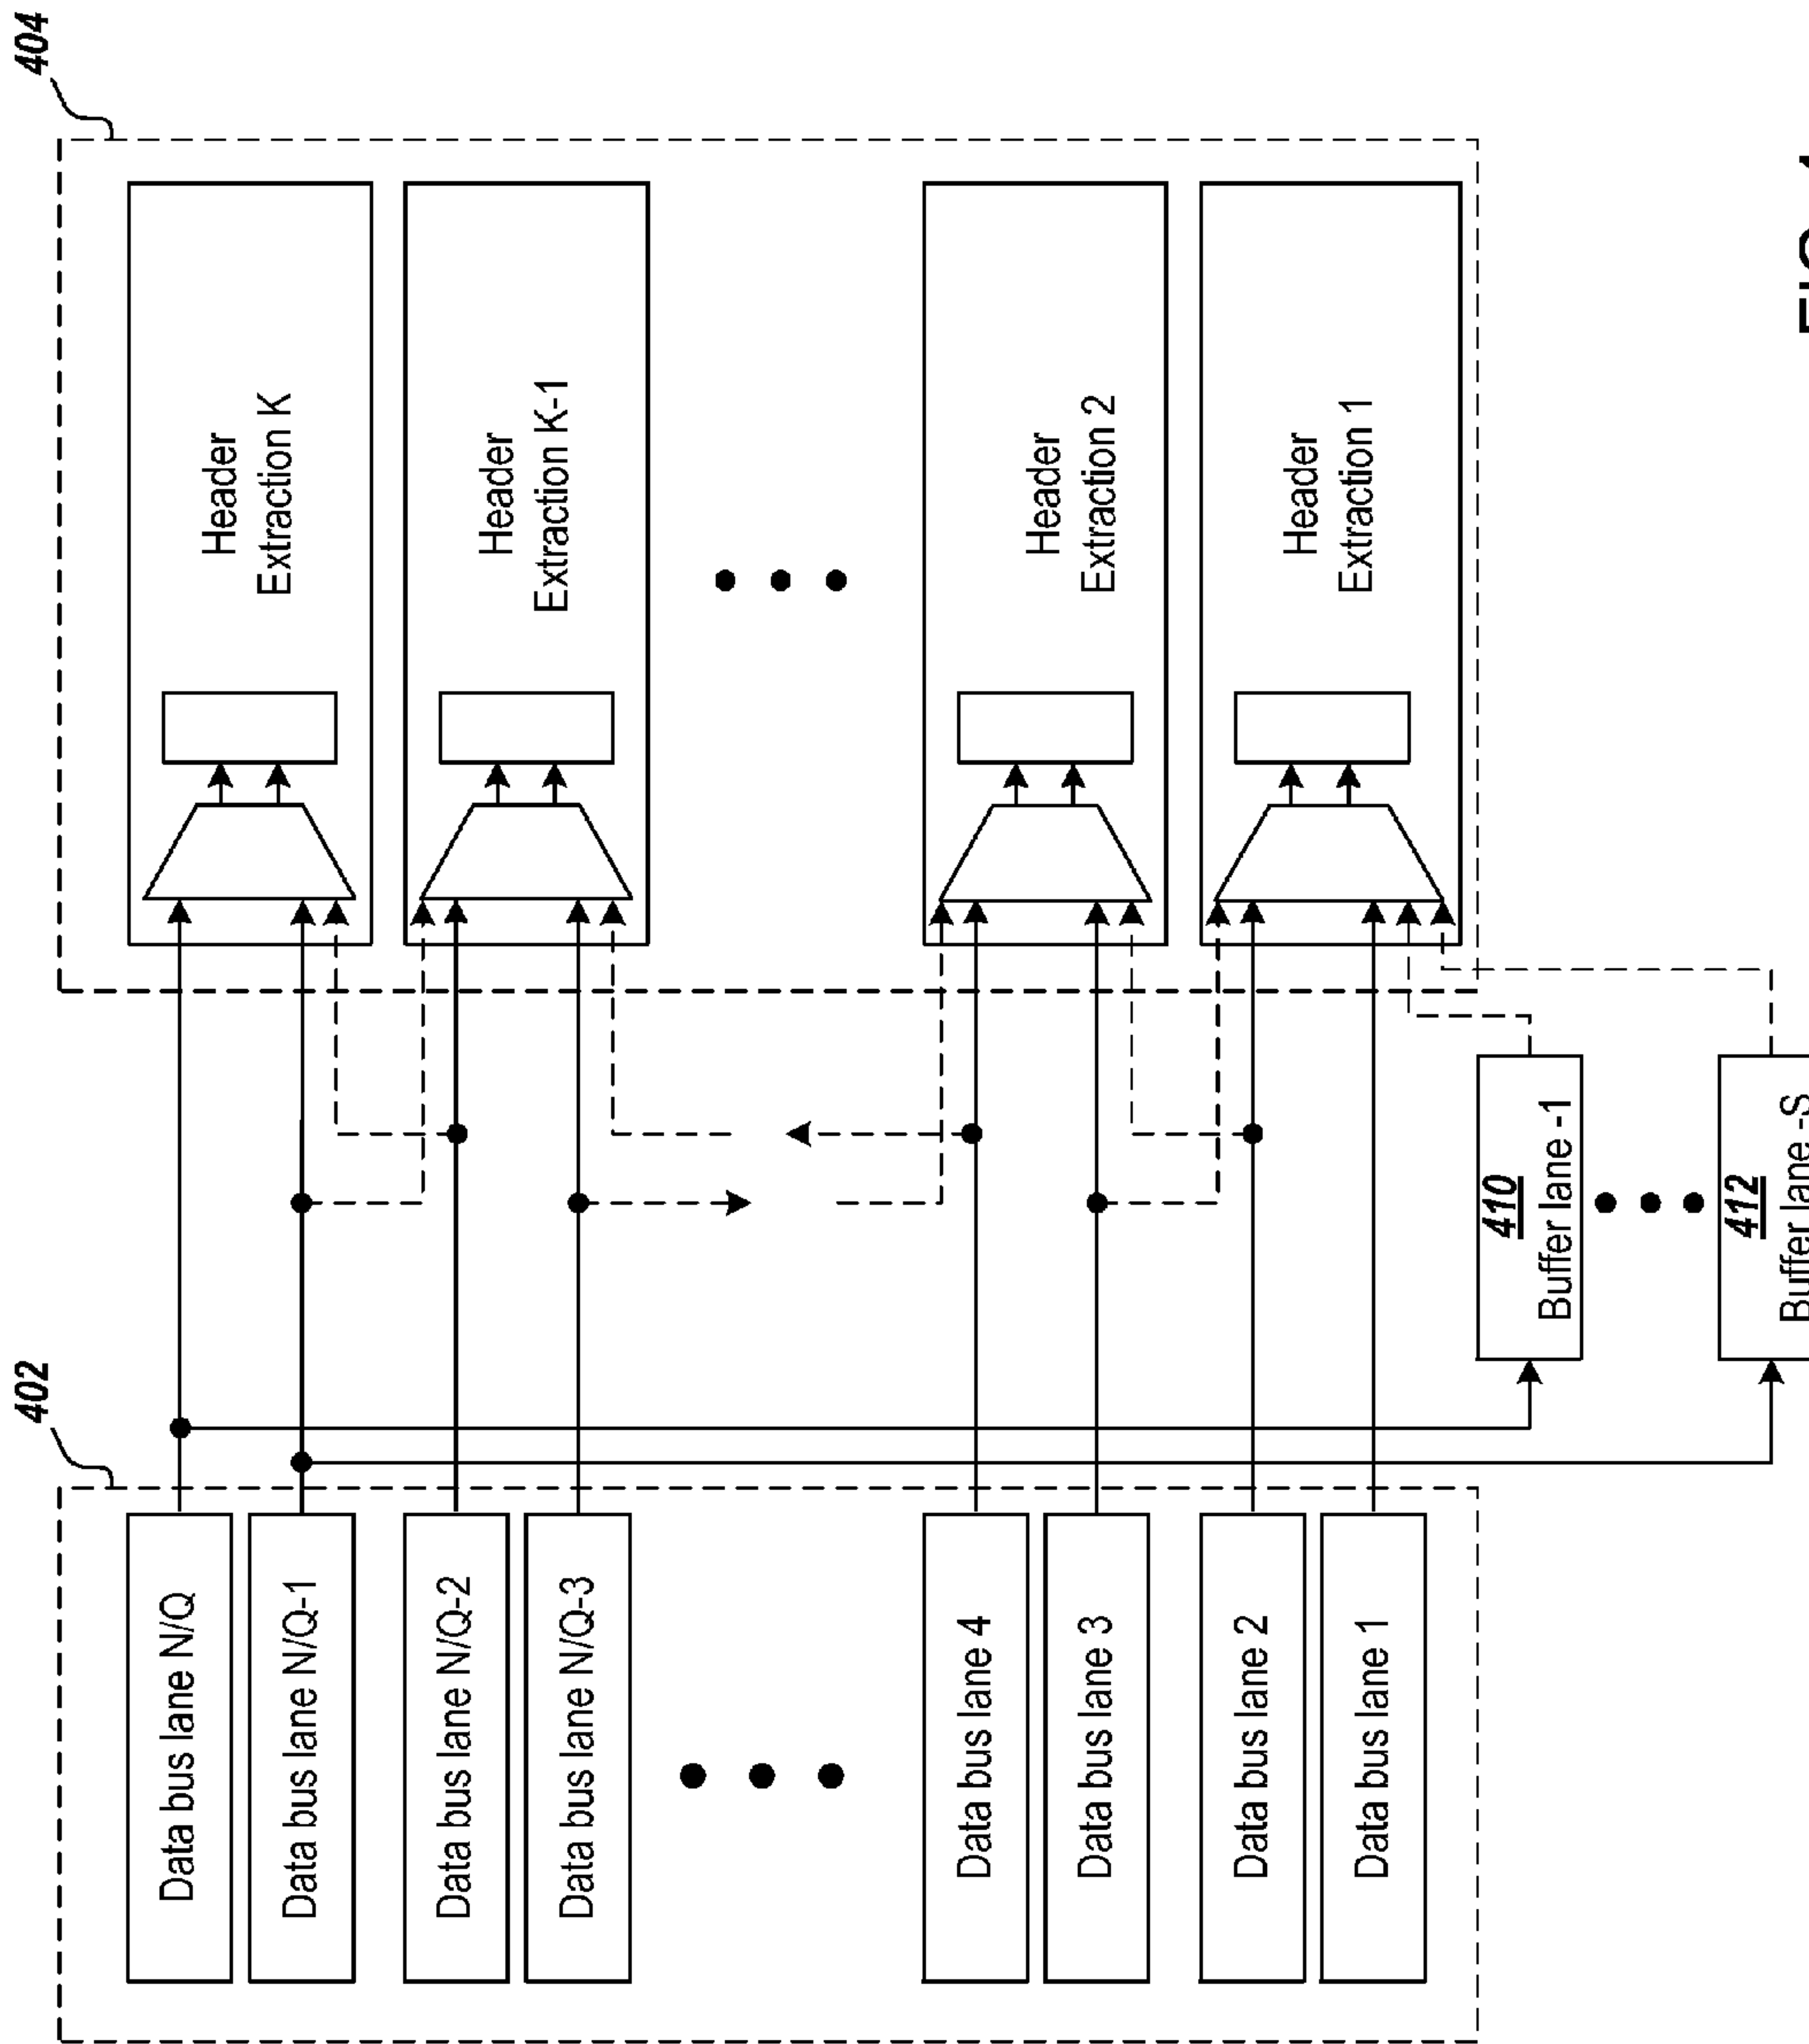 402
404
Data bus lane N/Q
Data bus lane N/Q-1
Data bus lane N/Q-2
Data bus lane N/Q-3
Data bus lane 4
Data bus lane 3
Data bus lane 2
Data bus lane 1
Header
Extraction K
Header
Extraction K-1
Header
Extraction 2
Header
Extraction 1
410
Buffer lane -1
412
Buffer lane -S